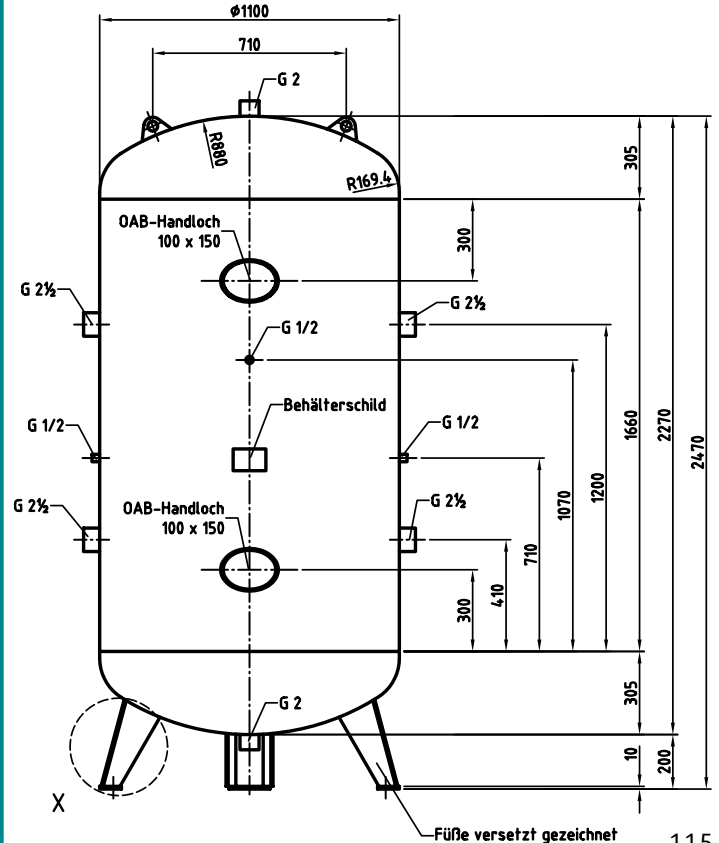 ø1100
710
G 2
R880
R169.4
305
OAB-Handloch
100 x 150
300
G 2½
G 2½
G 1/2
Behälterschild
G 1/2
G 1/2
1660
2270
2470
1200
1070
G 2½
OAB-Handloch
100 x 150
G 2½
710
410
300
305
G 2
10
200
X
Füße versetzt gezeichnet
115